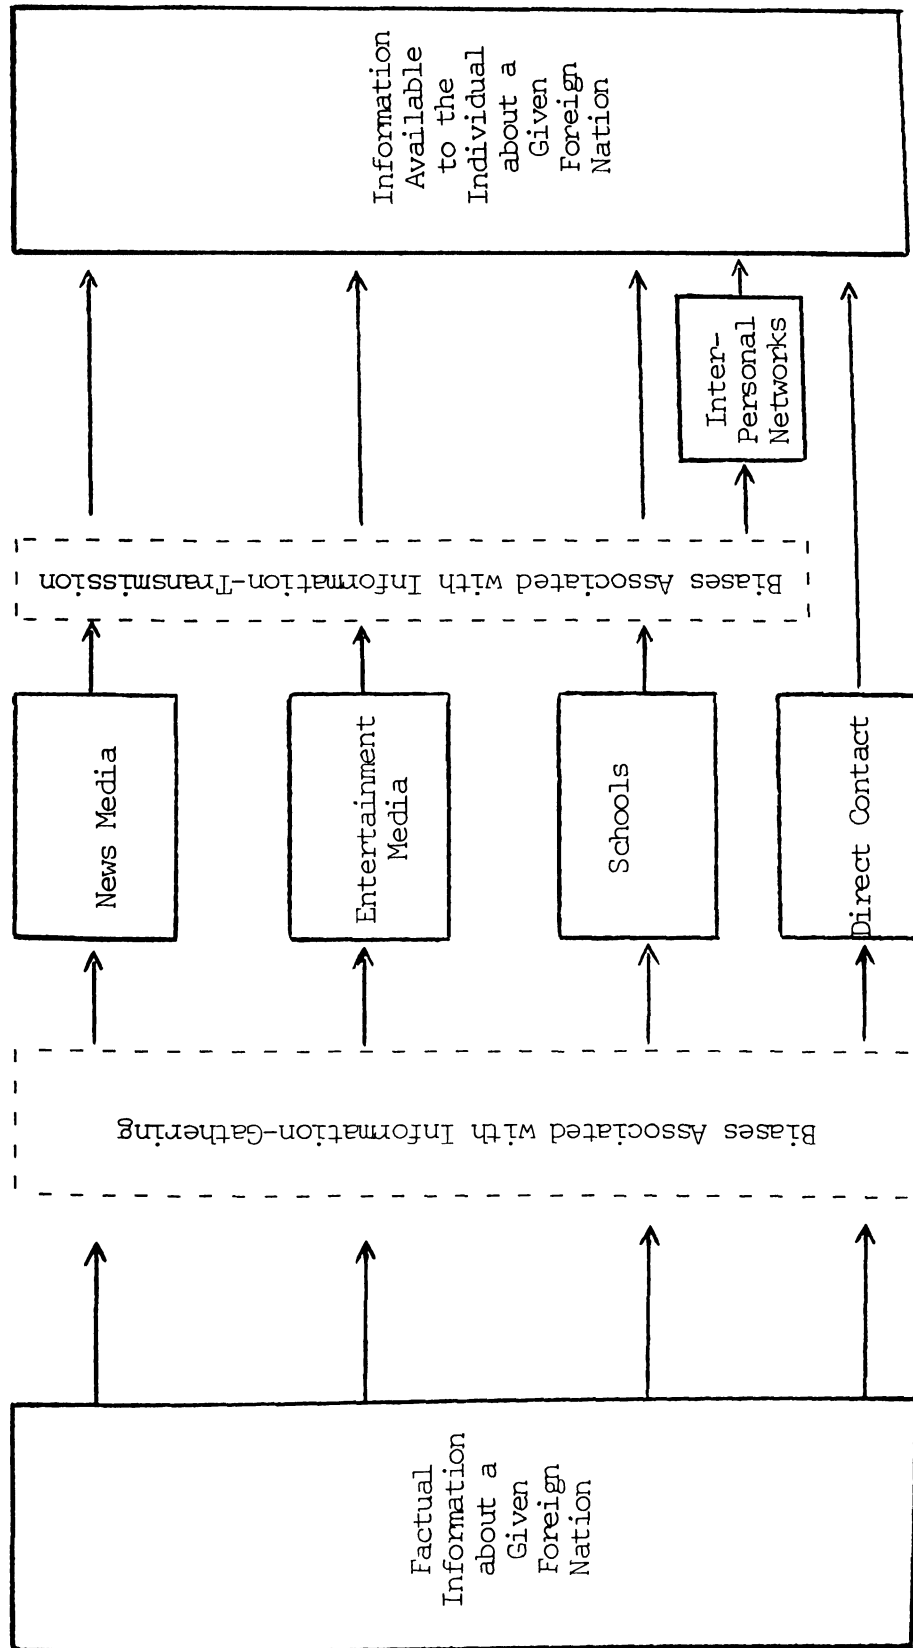 Factual
Information
about a
Given
Foreign
Nation
Biases Associated with Information-Gathering
News Media
Entertainment
Media
Schools
Direct Contact
Biases Associated with Information-Transmission
Inter-
Personal
Networks
Information
Available
to the
Individual
about a
Given
Foreign
Nation